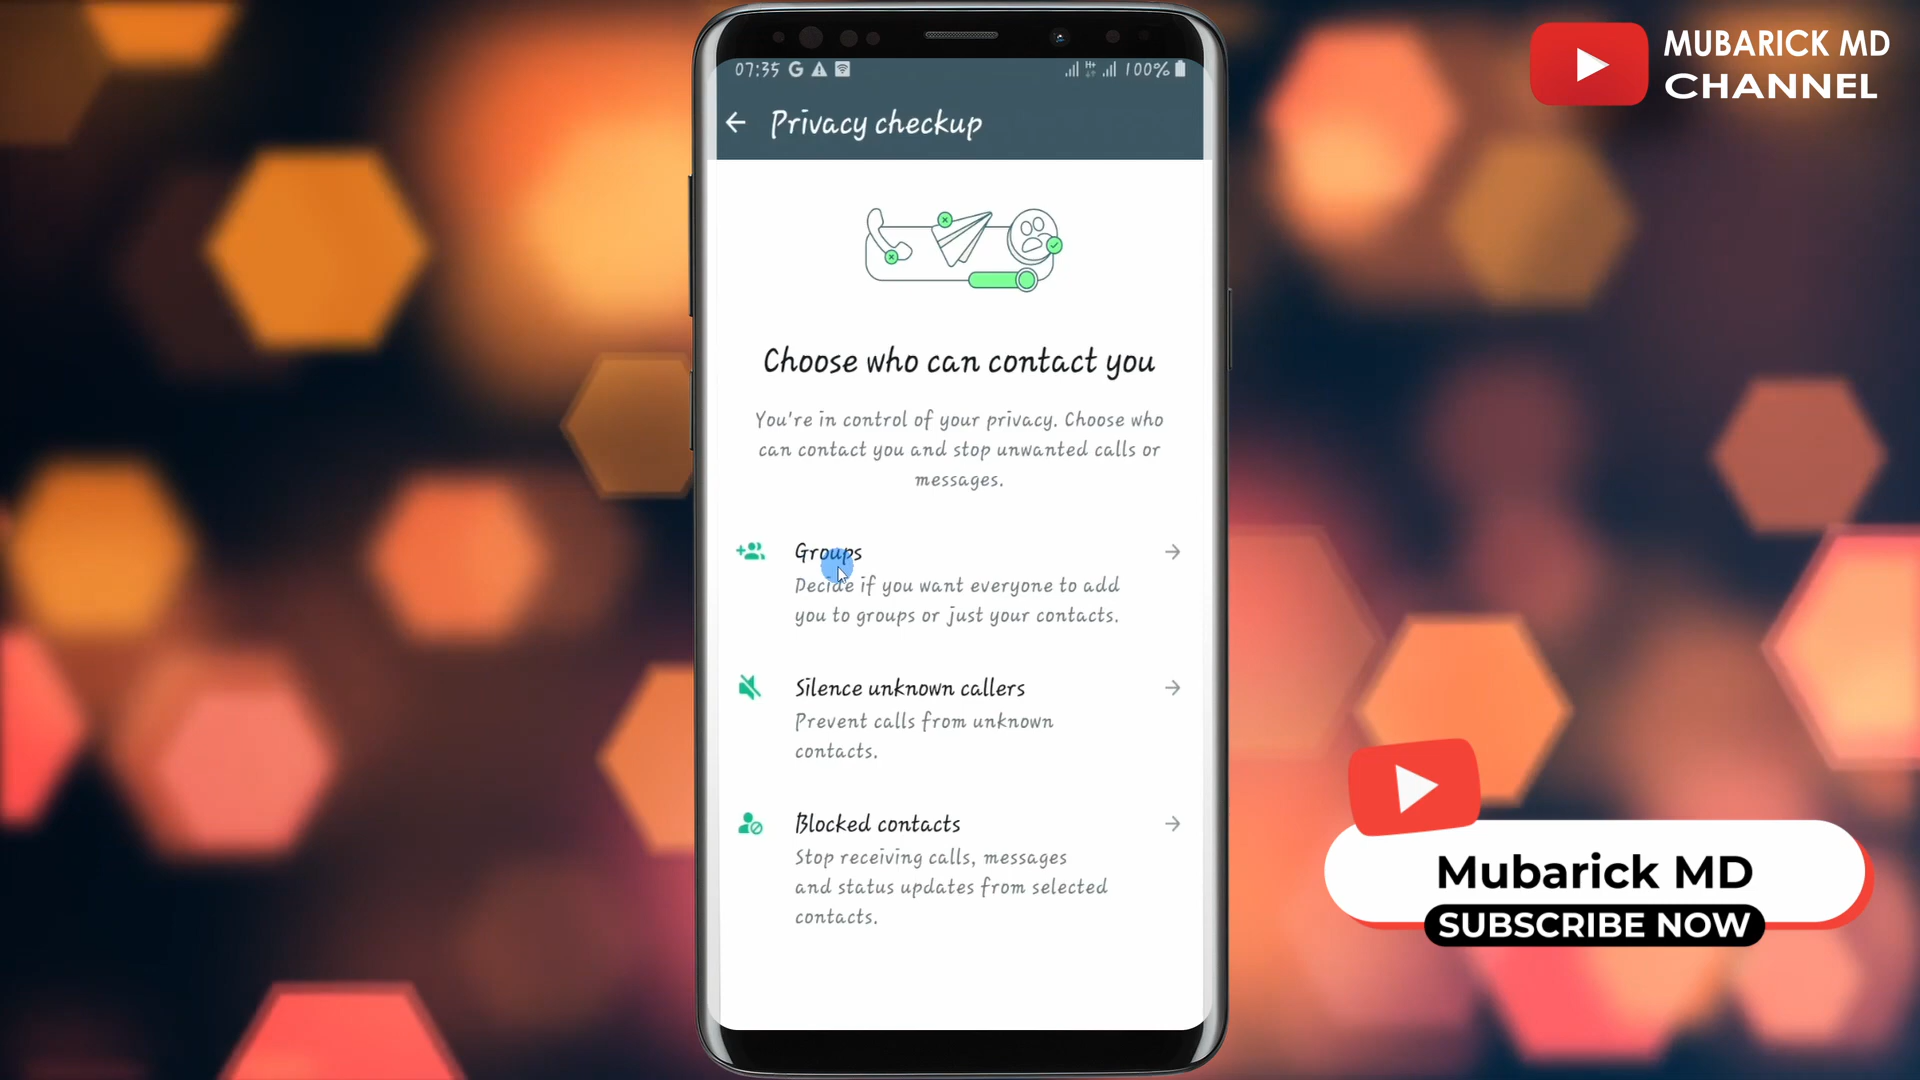 MUBARICK MD
CHANNEL
07:35
100%
Privacy checkup
Choose who can contact you
You're in control of your privacy. Choose who
can contact you and stop unwanted calls or
messages.
Groups
Decide if you want everyone to add
you to groups or just your contacts.
Silence unknown callers
Prevent calls from unknown
contacts.
Blocked contacts
Stop receiving calls, messages
and status updates from selected
contacts.
Mubarick MD
SUBSCRIBE NOW